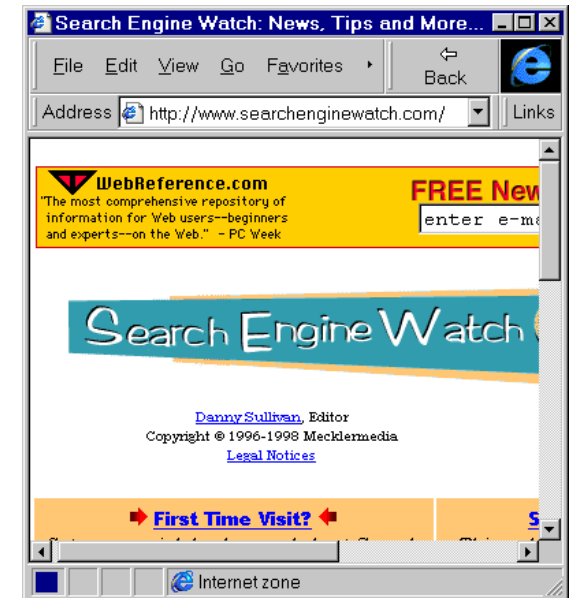 Search Engine Watch: News, Tips and More...
File Edit View Go Favorites Back
Address http://www.searchenginewatch.com/ Links
WebReference.com
"The most comprehensive repository of
information for Web users--beginners
and experts--on the Web." - PC Week
FREE New
enter e-ma
Search Engine Watch
Danny Sullivan, Editor
Copyright © 1996-1998 Mecklermedia
Legal Notices
First Time Visit? S
Internet zone